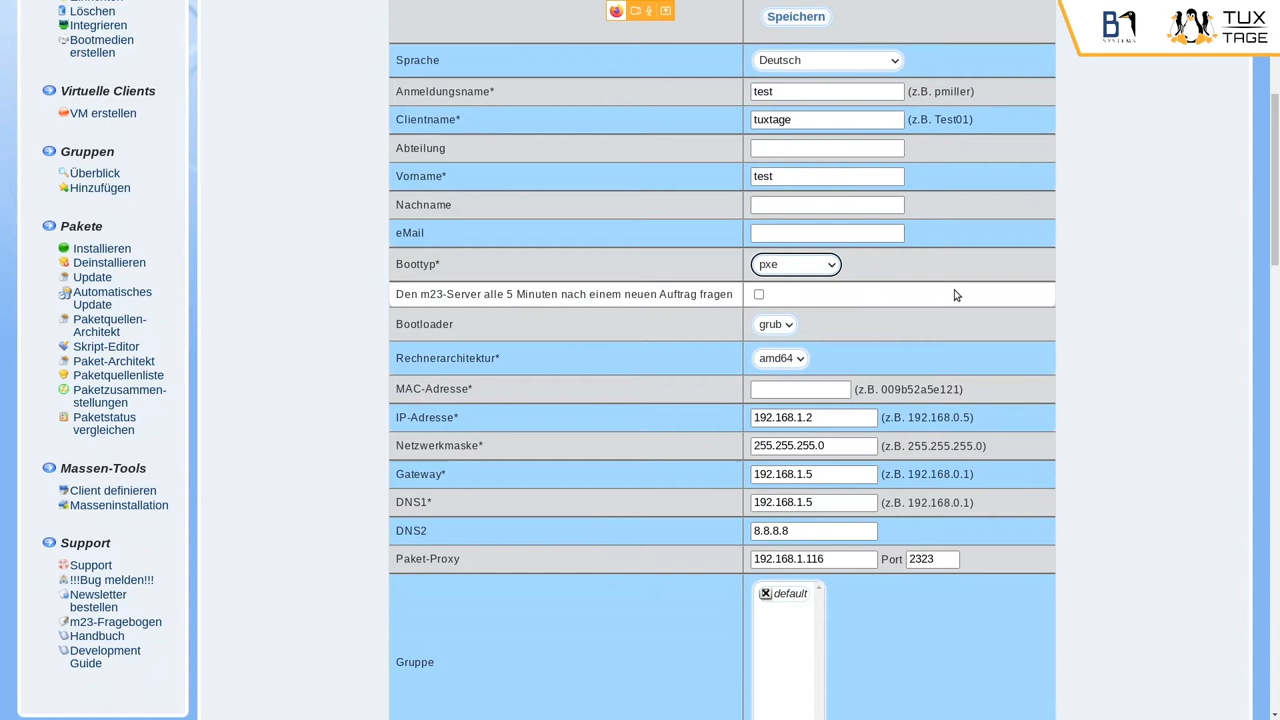 Löschen
Integrieren
Bootmedien
erstellen
Virtuelle Clients
VM erstellen
Gruppen
Überblick
Hinzufügen
Pakete
Installieren
Deinstallieren
Update
Automatisches
Update
Paketquellen-
Architekt
Skript-Editor
Paket-Architekt
Paketquellenliste
Paketzusammen-
stellungen
Paketstatus
vergleichen
Massen-Tools
Client definieren
Masseninstallation
Support
Support
!!!Bug melden!!!
Newsletter
bestellen
m23-Fragebogen
Handbuch
Development
Guide
Speichern
Sprache Deutsch
Anmeldungsname* test (z.B. pmiller)
Clientname* tuxtage (z.B. Test01)
Abteilung
Vorname* test
Nachname
eMail
Boottyp* pxe
Den m23-Server alle 5 Minuten nach einem neuen Auftrag fragen
Bootloader grub
Rechnerarchitektur* amd64
MAC-Adresse* (z.B. 009b52a5e121)
IP-Adresse* 192.168.1.2 (z.B. 192.168.0.5)
Netzwerkmaske* 255.255.255.0 (z.B. 255.255.255.0)
Gateway* 192.168.1.5 (z.B. 192.168.0.1)
DNS1* 192.168.1.5 (z.B. 192.168.0.1)
DNS2 8.8.8.8
Paket-Proxy 192.168.1.116 Port 2323
default
Gruppe
B1
SYSTEMS
TUX
TAGE